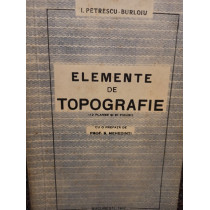 I. PETRESCU-BURLOIU
ELEMENTE
DE
TOPOGRAFIE
CU O PREFAȚĂ DE
PROF. S. MEHEDINȚI